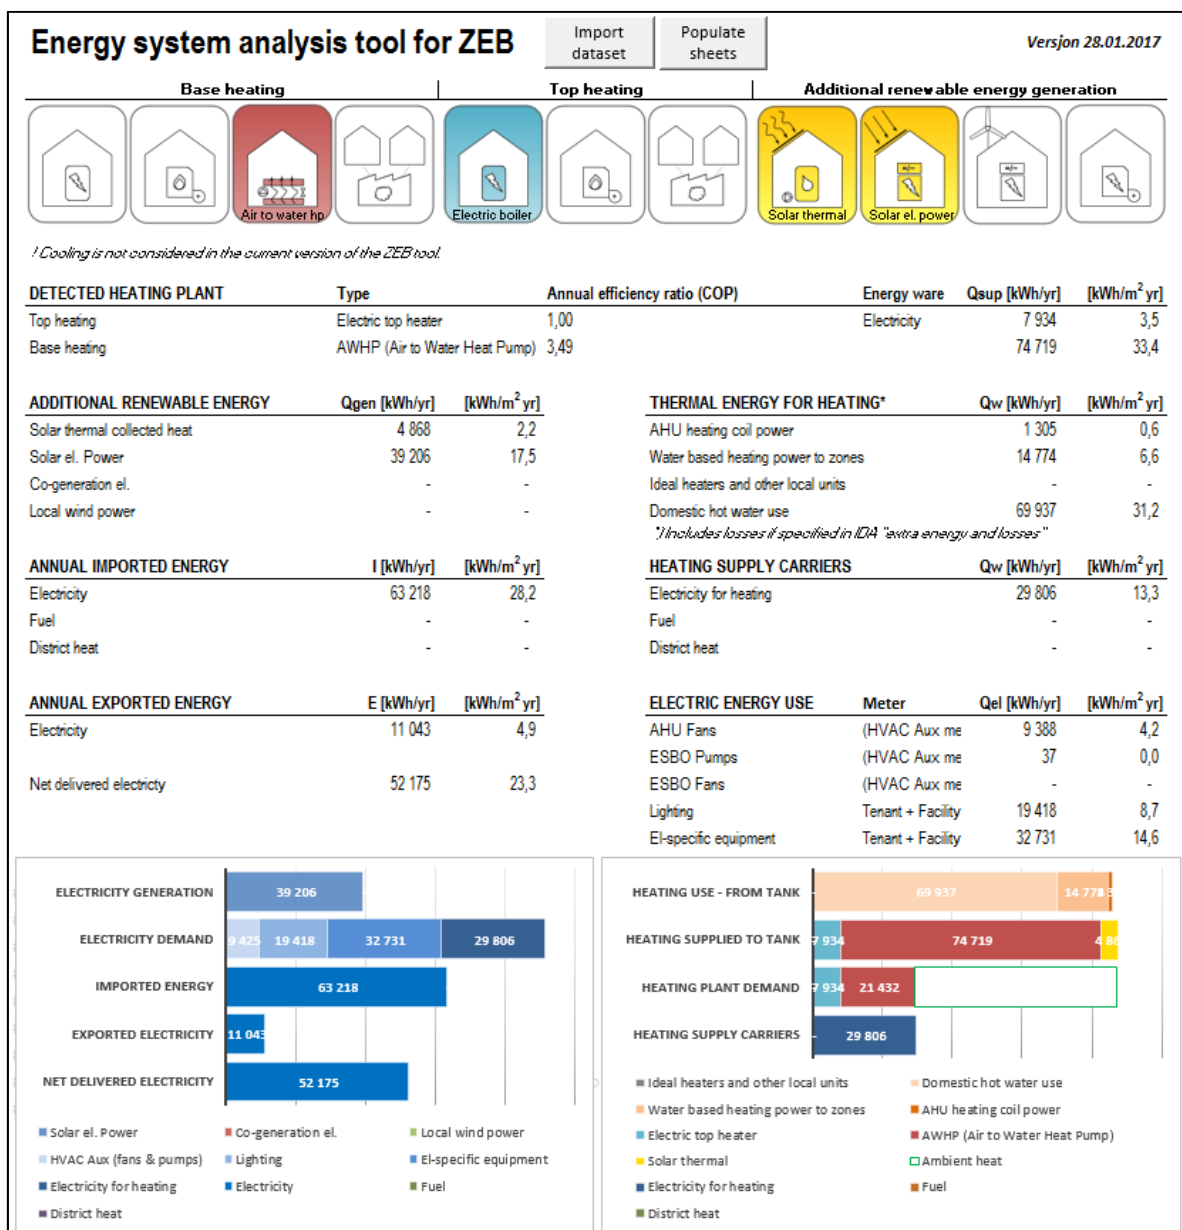 Energy system analysis tool for ZEB
Import dataset
Populate sheets
Versjon 28.01.2017
Base heating Top heating Additional renewable energy generation
Air to water hp Electric boiler Solar thermal Solar el. power
! Cooling is not considered in the current version of the ZEB tool.
DETECTED HEATING PLANT Type Annual efficiency ratio (COP) Energy ware Qsup [kWh/yr] [kWh/m² yr]
Top heating Electric top heater 1,00 Electricity 7 934 3,5
Base heating AWHP (Air to Water Heat Pump) 3,49 74 719 33,4
ADDITIONAL RENEWABLE ENERGY Qgen [kWh/yr] [kWh/m² yr]
Solar thermal collected heat 4 868 2,2
Solar el. Power 39 206 17,5
Co-generation el. - -
Local wind power - -
THERMAL ENERGY FOR HEATING* Qw [kWh/yr] [kWh/m² yr]
AHU heating coil power 1 305 0,6
Water based heating power to zones 14 774 6,6
Ideal heaters and other local units - -
Domestic hot water use 69 937 31,2
*) Includes losses if specified in IDA "extra energy and losses"
ANNUAL IMPORTED ENERGY I [kWh/yr] [kWh/m² yr]
Electricity 63 218 28,2
Fuel - -
District heat - -
HEATING SUPPLY CARRIERS Qw [kWh/yr] [kWh/m² yr]
Electricity for heating 29 806 13,3
Fuel - -
District heat - -
ANNUAL EXPORTED ENERGY E [kWh/yr] [kWh/m² yr]
Electricity 11 043 4,9
Net delivered electricty 52 175 23,3
ELECTRIC ENERGY USE Meter Qel [kWh/yr] [kWh/m² yr]
AHU Fans (HVAC Aux me 9 388 4,2
ESBO Pumps (HVAC Aux me 37 0,0
ESBO Fans (HVAC Aux me - -
Lighting Tenant + Facility 19 418 8,7
El-specific equipment Tenant + Facility 32 731 14,6
ELECTRICITY GENERATION 39 206
ELECTRICITY DEMAND 9 425 19 418 32 731 29 806
IMPORTED ENERGY 63 218
EXPORTED ELECTRICITY 11 043
NET DELIVERED ELECTRICITY 52 175
Solar el. Power Co-generation el. Local wind power
HVAC Aux (fans & pumps) Lighting El-specific equipment
Electricity for heating Electricity Fuel
District heat
HEATING USE - FROM TANK - 69 937 14 774
HEATING SUPPLIED TO TANK 7 934 74 719 4 86
HEATING PLANT DEMAND 7 934 21 432
HEATING SUPPLY CARRIERS - 29 806
Ideal heaters and other local units Domestic hot water use
Water based heating power to zones AHU heating coil power
Electric top heater AWHP (Air to Water Heat Pump)
Solar thermal Ambient heat
Electricity for heating Fuel
District heat